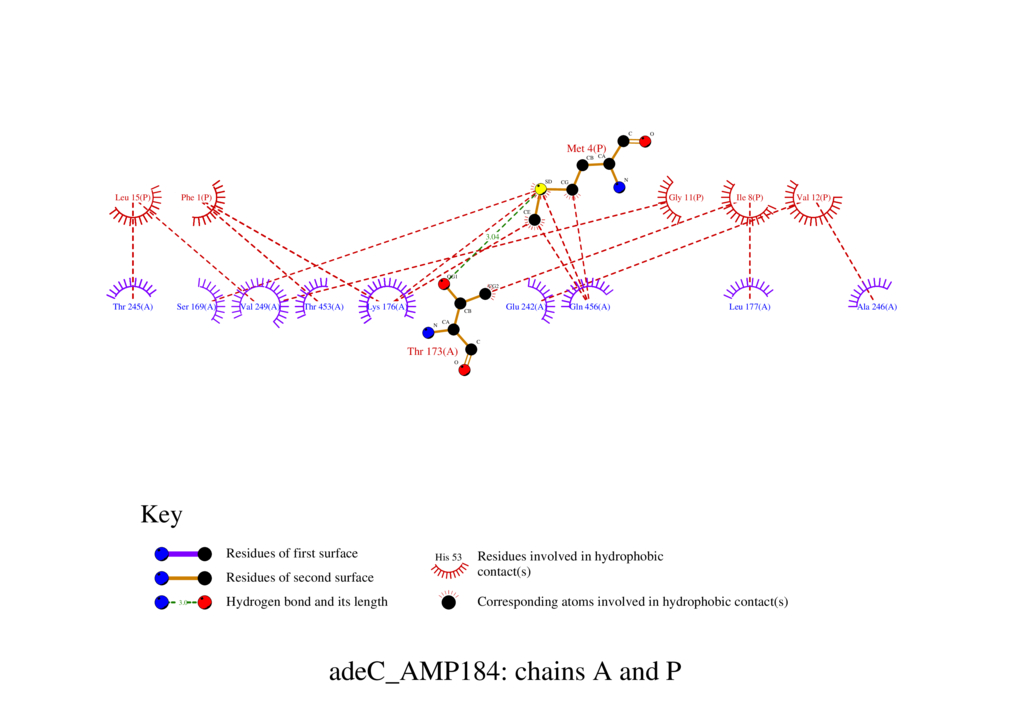 C O
Met 4(P)
CB CA
SD CG N
Leu 15(P) Phe 1(P) Gly 11(P) Ile 8(P) Val 12(P)
CE
3.04
OG1 CG2
Thr 245(A) Ser 169(A) Val 249(A) Thr 453(A) Lys 176(A) Glu 242(A) Gln 456(A) Leu 177(A) Ala 246(A)
CB
N CA
C
Thr 173(A)
O
Key
Residues of first surface
His 53 Residues involved in hydrophobic
contact(s)
Residues of second surface
3.0 Hydrogen bond and its length
Corresponding atoms involved in hydrophobic contact(s)
adeC_AMP184: chains A and P